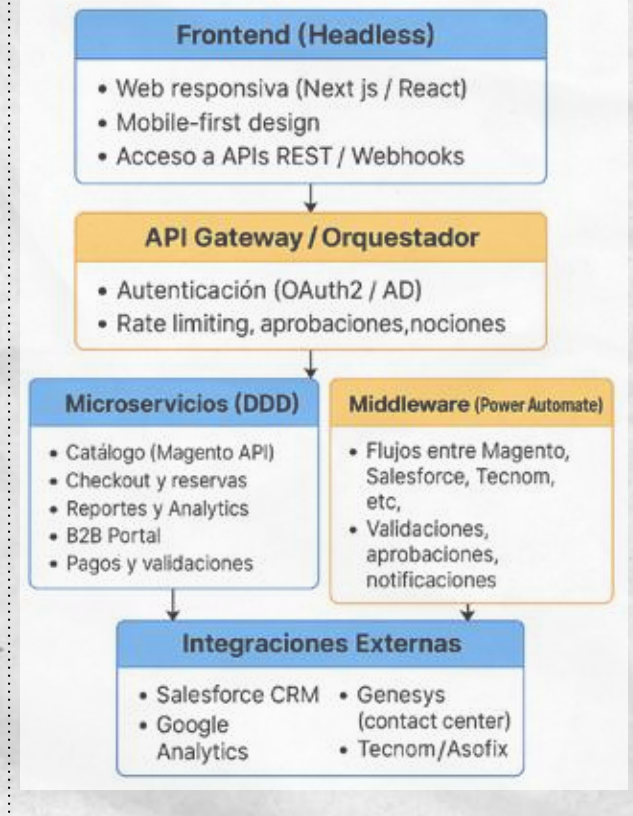 Frontend (Headless)
• Web responsiva (Next js / React)
• Mobile-first design
• Acceso a APIs REST / Webhooks
API Gateway / Orquestador
• Autenticación (OAuth2 / AD)
• Rate limiting, aprobaciones,nociones
Microservicios (DDD)
• Catálogo (Magento API)
• Checkout y reservas
• Reportes y Analytics
• B2B Portal
• Pagos y validaciones
Middleware (Power Automate)
• Flujos entre Magento,
Salesforce, Tecnom,
etc,
• Validaciones,
aprobaciones,
notificaciones
Integraciones Externas
• Salesforce CRM
• Google
Analytics
• Genesys
(contact center)
• Tecnom/Asofix